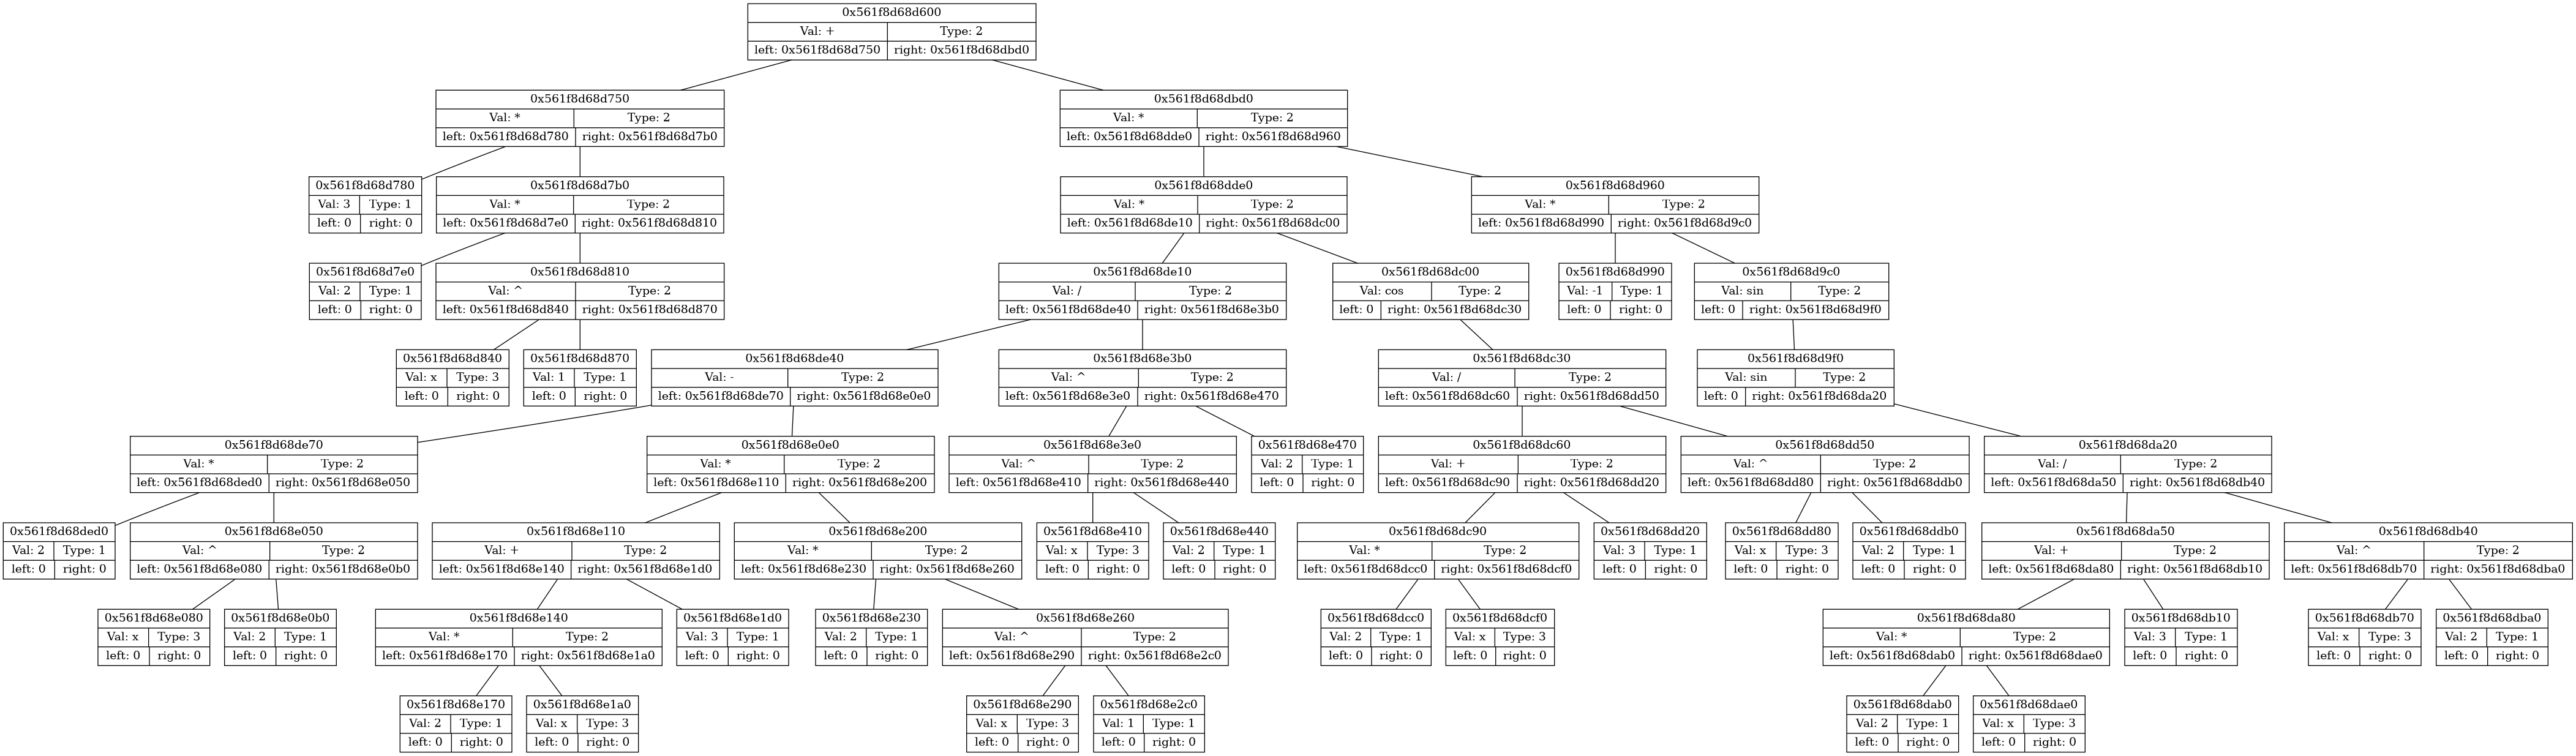 0x561f8d68d600
Val: + Type: 2
left: 0x561f8d68d750 right: 0x561f8d68dbd0
0x561f8d68d750
Val: * Type: 2
left: 0x561f8d68d780 right: 0x561f8d68d7b0
0x561f8d68dbd0
Val: * Type: 2
left: 0x561f8d68dde0 right: 0x561f8d68d960
0x561f8d68d780
Val: 3 Type: 1
left: 0 right: 0
0x561f8d68d7b0
Val: * Type: 2
left: 0x561f8d68d7e0 right: 0x561f8d68d810
0x561f8d68dde0
Val: * Type: 2
left: 0x561f8d68de10 right: 0x561f8d68dc00
0x561f8d68d960
Val: * Type: 2
left: 0x561f8d68d990 right: 0x561f8d68d9c0
0x561f8d68d7e0
Val: 2 Type: 1
left: 0 right: 0
0x561f8d68d810
Val: ^ Type: 2
left: 0x561f8d68d840 right: 0x561f8d68d870
0x561f8d68de10
Val: / Type: 2
left: 0x561f8d68de40 right: 0x561f8d68e3b0
0x561f8d68dc00
Val: cos Type: 2
left: 0 right: 0x561f8d68dc30
0x561f8d68d990
Val: -1 Type: 1
left: 0 right: 0
0x561f8d68d9c0
Val: sin Type: 2
left: 0 right: 0x561f8d68d9f0
0x561f8d68d840
Val: x Type: 3
left: 0 right: 0
0x561f8d68d870
Val: 1 Type: 1
left: 0 right: 0
0x561f8d68de40
Val: - Type: 2
left: 0x561f8d68de70 right: 0x561f8d68e0e0
0x561f8d68e3b0
Val: ^ Type: 2
left: 0x561f8d68e3e0 right: 0x561f8d68e470
0x561f8d68dc30
Val: / Type: 2
left: 0x561f8d68dc60 right: 0x561f8d68dd50
0x561f8d68d9f0
Val: sin Type: 2
left: 0 right: 0x561f8d68da20
0x561f8d68de70
Val: * Type: 2
left: 0x561f8d68ded0 right: 0x561f8d68e050
0x561f8d68e0e0
Val: * Type: 2
left: 0x561f8d68e110 right: 0x561f8d68e200
0x561f8d68e3e0
Val: ^ Type: 2
left: 0x561f8d68e410 right: 0x561f8d68e440
0x561f8d68e470
Val: 2 Type: 1
left: 0 right: 0
0x561f8d68dc60
Val: + Type: 2
left: 0x561f8d68dc90 right: 0x561f8d68dd20
0x561f8d68dd50
Val: ^ Type: 2
left: 0x561f8d68dd80 right: 0x561f8d68ddb0
0x561f8d68da20
Val: / Type: 2
left: 0x561f8d68da50 right: 0x561f8d68db40
0x561f8d68ded0
Val: 2 Type: 1
left: 0 right: 0
0x561f8d68e050
Val: ^ Type: 2
left: 0x561f8d68e080 right: 0x561f8d68e0b0
0x561f8d68e110
Val: + Type: 2
left: 0x561f8d68e140 right: 0x561f8d68e1d0
0x561f8d68e200
Val: * Type: 2
left: 0x561f8d68e230 right: 0x561f8d68e260
0x561f8d68e410
Val: x Type: 3
left: 0 right: 0
0x561f8d68e440
Val: 2 Type: 1
left: 0 right: 0
0x561f8d68dc90
Val: * Type: 2
left: 0x561f8d68dcc0 right: 0x561f8d68dcf0
0x561f8d68dd20
Val: 3 Type: 1
left: 0 right: 0
0x561f8d68dd80
Val: x Type: 3
left: 0 right: 0
0x561f8d68ddb0
Val: 2 Type: 1
left: 0 right: 0
0x561f8d68da50
Val: + Type: 2
left: 0x561f8d68da80 right: 0x561f8d68db10
0x561f8d68db40
Val: ^ Type: 2
left: 0x561f8d68db70 right: 0x561f8d68dba0
0x561f8d68e080
Val: x Type: 3
left: 0 right: 0
0x561f8d68e0b0
Val: 2 Type: 1
left: 0 right: 0
0x561f8d68e140
Val: * Type: 2
left: 0x561f8d68e170 right: 0x561f8d68e1a0
0x561f8d68e1d0
Val: 3 Type: 1
left: 0 right: 0
0x561f8d68e230
Val: 2 Type: 1
left: 0 right: 0
0x561f8d68e260
Val: ^ Type: 2
left: 0x561f8d68e290 right: 0x561f8d68e2c0
0x561f8d68dcc0
Val: 2 Type: 1
left: 0 right: 0
0x561f8d68dcf0
Val: x Type: 3
left: 0 right: 0
0x561f8d68da80
Val: * Type: 2
left: 0x561f8d68dab0 right: 0x561f8d68dae0
0x561f8d68db10
Val: 3 Type: 1
left: 0 right: 0
0x561f8d68db70
Val: x Type: 3
left: 0 right: 0
0x561f8d68dba0
Val: 2 Type: 1
left: 0 right: 0
0x561f8d68e170
Val: 2 Type: 1
left: 0 right: 0
0x561f8d68e1a0
Val: x Type: 3
left: 0 right: 0
0x561f8d68e290
Val: x Type: 3
left: 0 right: 0
0x561f8d68e2c0
Val: 1 Type: 1
left: 0 right: 0
0x561f8d68dab0
Val: 2 Type: 1
left: 0 right: 0
0x561f8d68dae0
Val: x Type: 3
left: 0 right: 0